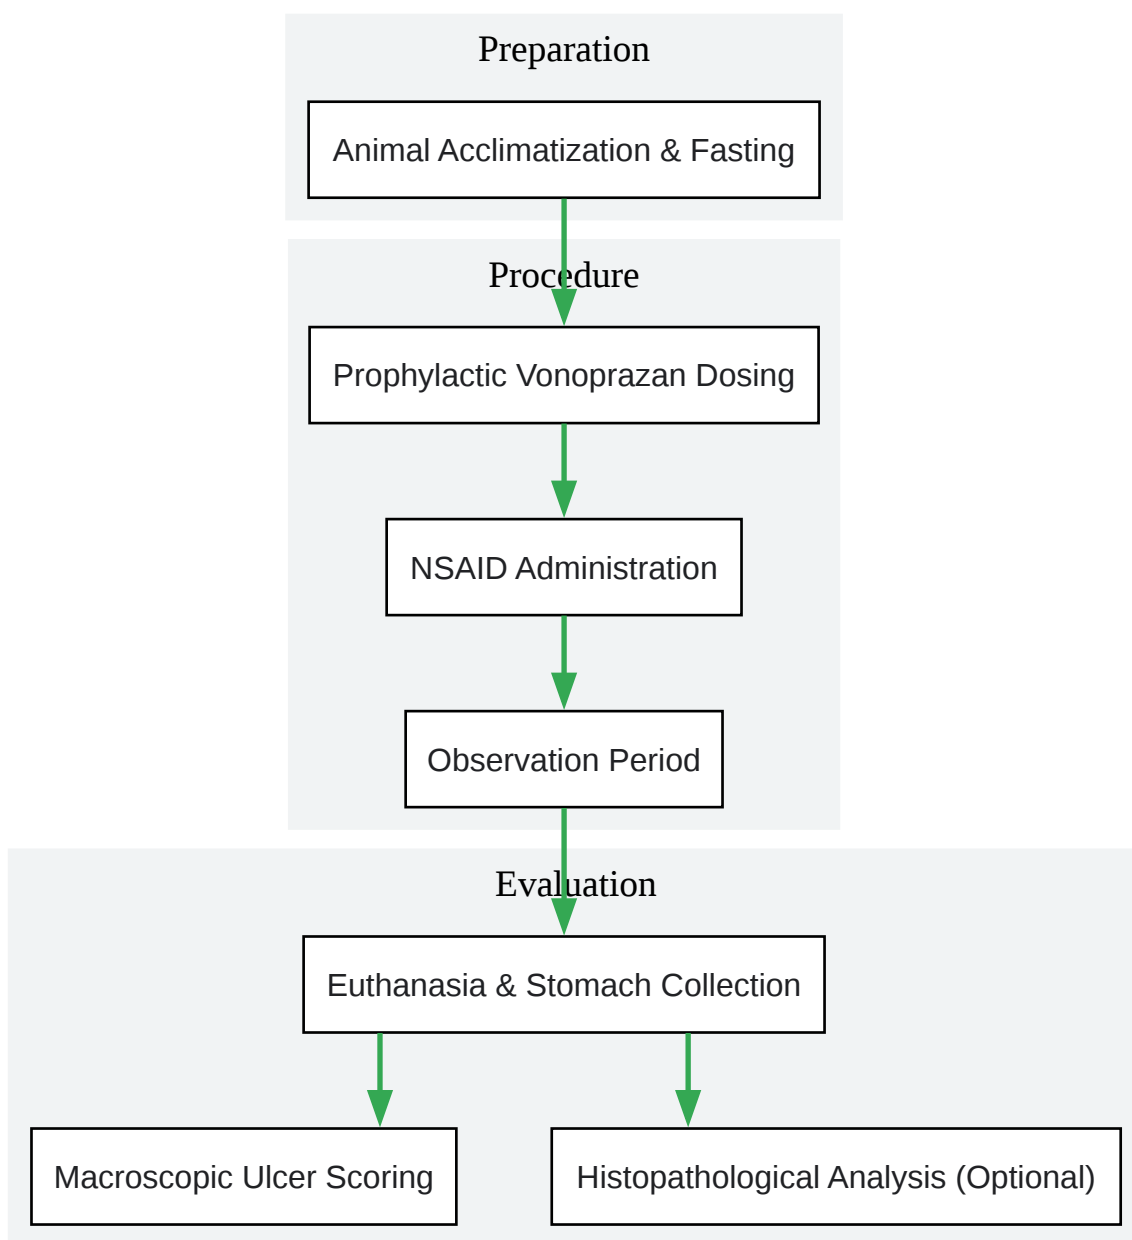 Preparation
Animal Acclimatization & Fasting
Procedure
Prophylactic Vonoprazan Dosing
NSAID Administration
Observation Period
Evaluation
Euthanasia & Stomach Collection
Macroscopic Ulcer Scoring
Histopathological Analysis (Optional)